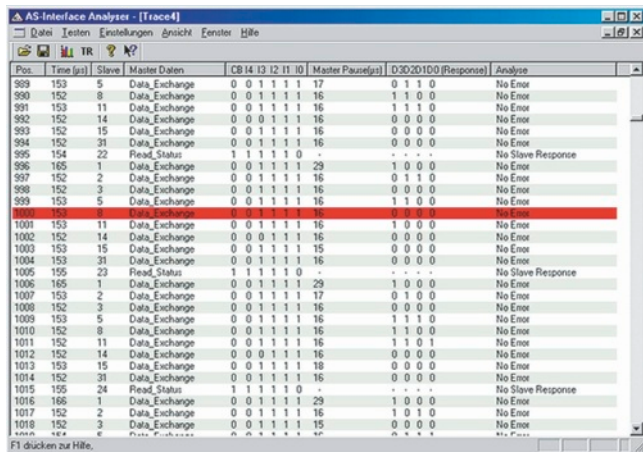 AS-Interface Analyser - [Trace4]
Datei Testen Einstellungen Ansicht Fenster Hilfe
TR
Pos. Time (µs) Slave Master Daten CB I4 I3 I2 I1 I0 Master Pause(µs) D3D2D1D0 (Response) Analyse
989 153 5 Data_Exchange 0 0 1 1 1 1 17 0 1 1 0 No Error
990 152 8 Data_Exchange 0 0 1 1 1 1 16 1 1 0 0 No Error
991 153 11 Data_Exchange 0 0 1 1 1 1 16 1 1 1 0 No Error
992 152 14 Data_Exchange 0 0 0 1 1 1 16 0 0 0 0 No Error
993 152 15 Data_Exchange 0 0 1 1 1 1 16 0 0 0 0 No Error
994 152 31 Data_Exchange 0 0 1 1 1 1 16 0 0 0 0 No Error
995 154 22 Read_Status 1 1 1 1 1 0 - - - - - No Slave Response
996 165 1 Data_Exchange 0 0 1 1 1 1 29 1 0 0 0 No Error
997 152 2 Data_Exchange 0 0 1 1 1 1 16 0 1 1 0 No Error
998 152 3 Data_Exchange 0 0 1 1 1 1 16 0 0 0 0 No Error
999 153 5 Data_Exchange 0 0 1 1 1 1 16 1 1 0 0 No Error
1000 153 8 Data_Exchange 0 0 1 1 1 1 16 0 0 0 0 No Error
1001 153 11 Data_Exchange 0 0 1 1 1 1 16 1 0 0 0 No Error
1002 152 14 Data_Exchange 0 0 1 1 1 1 16 0 0 0 0 No Error
1003 153 15 Data_Exchange 0 0 1 1 1 1 15 0 0 0 0 No Error
1004 153 31 Data_Exchange 0 0 1 1 1 1 16 0 0 0 0 No Error
1005 155 23 Read_Status 1 1 1 1 1 0 - - - - - No Slave Response
1006 165 1 Data_Exchange 0 0 1 1 1 1 29 1 0 0 0 No Error
1007 153 2 Data_Exchange 0 0 1 1 1 1 17 0 1 0 0 No Error
1008 152 3 Data_Exchange 0 0 1 1 1 1 16 0 0 0 0 No Error
1009 153 5 Data_Exchange 0 0 1 1 1 1 16 1 1 1 0 No Error
1010 152 8 Data_Exchange 0 0 1 1 1 1 16 1 1 0 0 No Error
1011 152 11 Data_Exchange 0 0 1 1 1 1 16 1 1 0 1 No Error
1012 152 14 Data_Exchange 0 0 0 1 1 1 16 0 0 0 0 No Error
1013 153 15 Data_Exchange 0 0 1 1 1 1 18 0 0 0 0 No Error
1014 152 31 Data_Exchange 0 0 1 1 1 1 16 0 0 0 0 No Error
1015 155 24 Read_Status 1 1 1 1 1 0 - - - - - No Slave Response
1016 166 1 Data_Exchange 0 0 1 1 1 1 29 1 0 0 0 No Error
1017 152 2 Data_Exchange 0 0 1 1 1 1 16 1 0 1 0 No Error
1018 152 3 Data_Exchange 0 0 1 1 1 1 15 0 0 0 0 No Error
F1 drücken zur Hilfe,